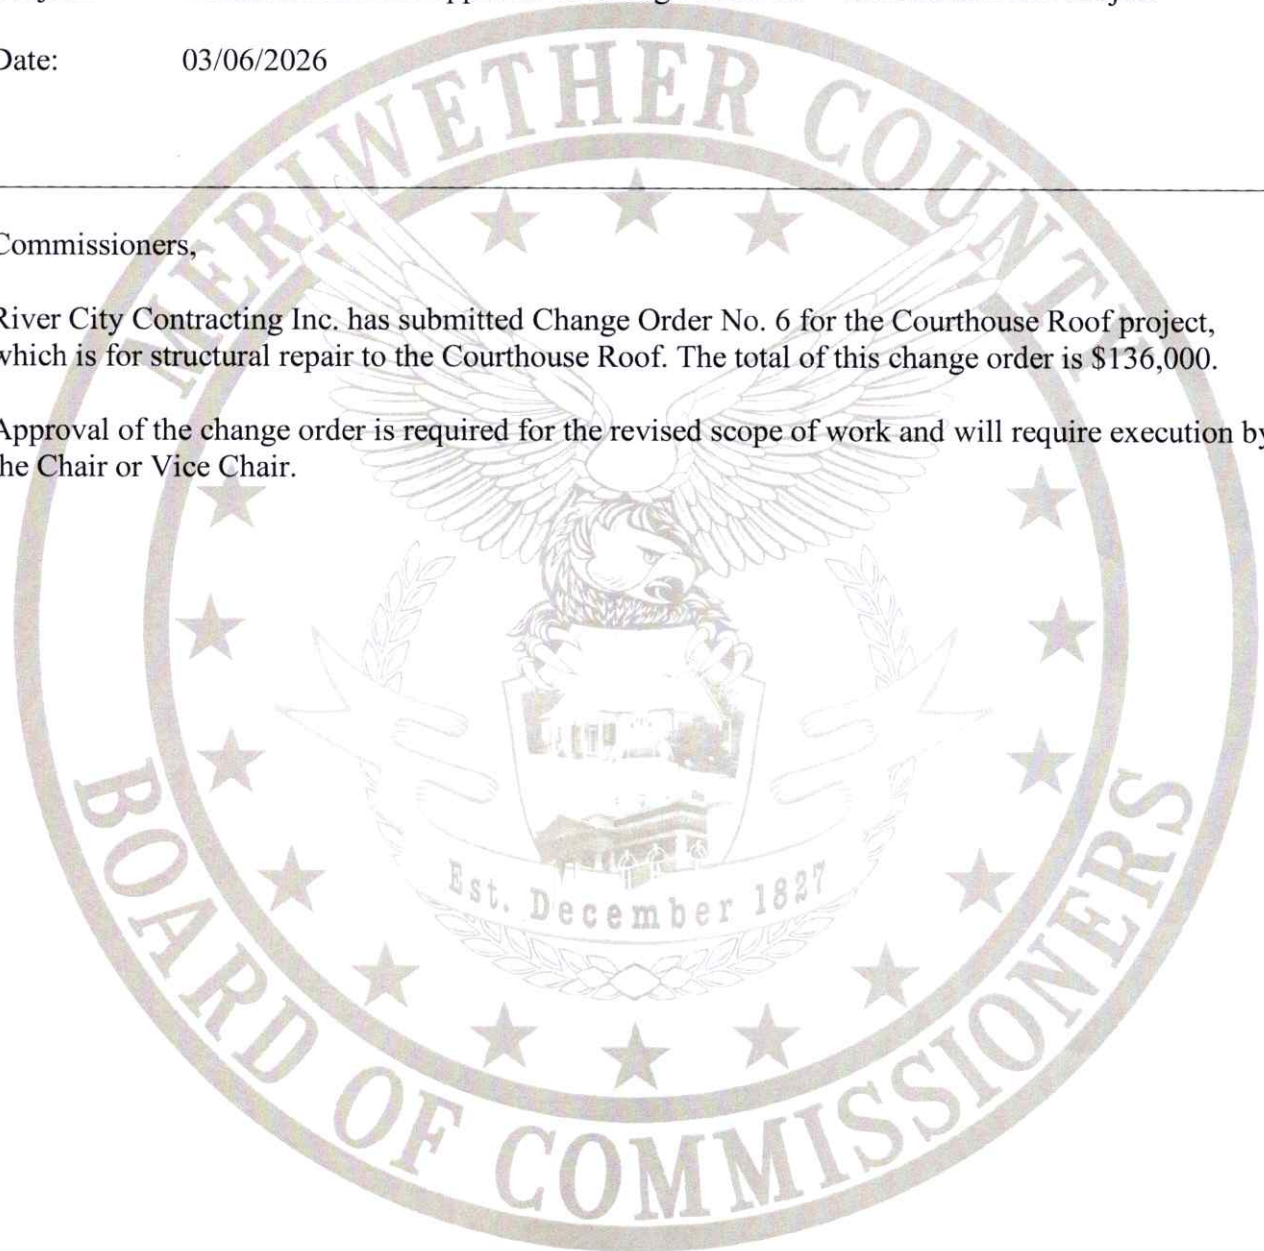 Date: 03/06/2026
Commissioners,
River City Contracting Inc. has submitted Change Order No. 6 for the Courthouse Roof project,
which is for structural repair to the Courthouse Roof. The total of this change order is $136,000.
Approval of the change order is required for the revised scope of work and will require execution by
the Chair or Vice Chair.
MERIWETHER COUNTY
Est. December 1827
BOARD OF COMMISSIONERS